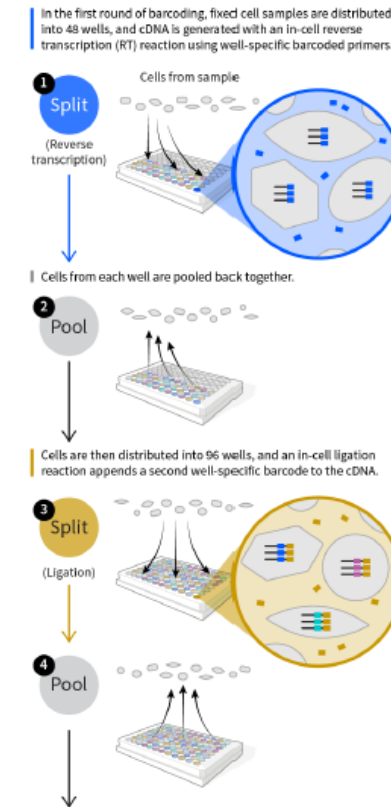 In the first round of barcoding, fixed cell samples are distributed
into 48 wells, and cDNA is generated with an in-cell reverse
transcription (RT) reaction using well-specific barcoded primers
1
Cells from sample
Split
(Reverse
transcription)
Cells from each well are pooled back together.
2
Pool
Cells are then distributed into 96 wells, and an in-cell ligation
reaction appends a second well-specific barcode to the cDNA.
3
Split
(Ligation)
4
Pool